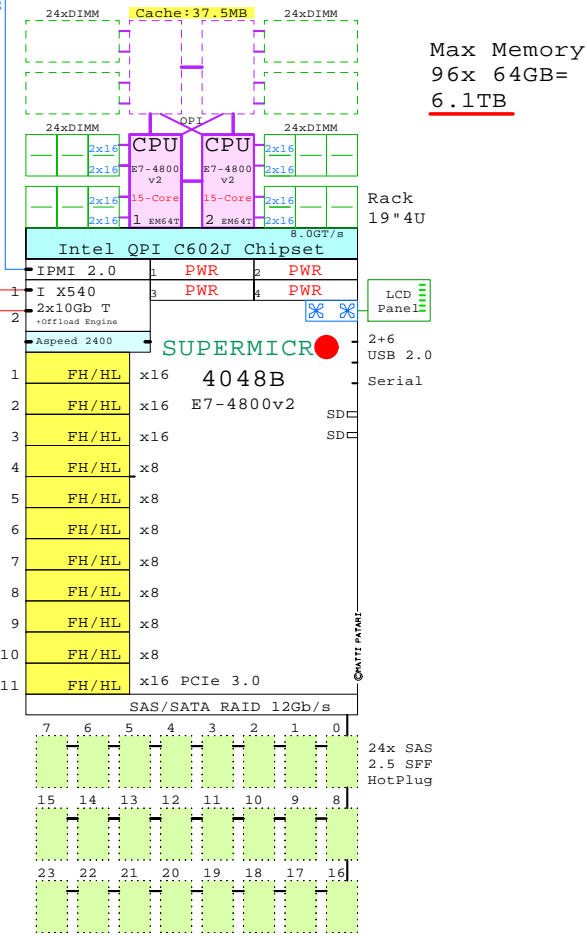 24xDIMM Cache:37.5MB 24xDIMM
Max Memory
96x 64GB=
6.1TB
QPI
24xDIMM 24xDIMM
CPU CPU
2x16 2x16
E7-4800 E7-4800
2x16 v2 v2 2x16
2x16 15-Core 15-Core 2x16
2x16 1 EM64T 2 EM64T 2x16
Rack
19"4U
8.0GT/s
Intel QPI C602J Chipset
IPMI 2.0 1 PWR 2 PWR
1 I X540 3 PWR 4 PWR
2 2x10Gb T
+Offload Engine
LCD
Panel
Aspeed 2400
SUPERMICR
2+6
USB 2.0
1 FH/HL x16 4048B
Serial
2 FH/HL x16 E7-4800v2
SD
3 FH/HL x16 SD
4 FH/HL x8
5 FH/HL x8
6 FH/HL x8
7 FH/HL x8
8 FH/HL x8
9 FH/HL x8
10 FH/HL x8
11 FH/HL x16 PCIe 3.0
©MATTI PATARI
SAS/SATA RAID 12Gb/s
7 6 5 4 3 2 1 0
24x SAS
2.5 SFF
HotPlug
15 14 13 12 11 10 9 8
23 22 21 20 19 18 17 16